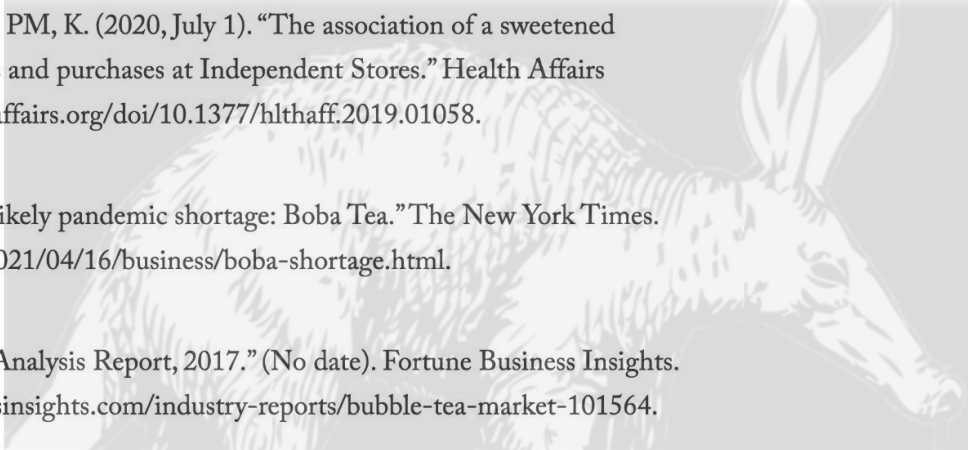 PM, K. (2020, July 1). “The association of a sweetened
and purchases at Independent Stores.” Health Affairs
affairs.org/doi/10.1377/hlthaff.2019.01058.
ikely pandemic shortage: Boba Tea.” The New York Times.
021/04/16/business/boba-shortage.html.
Analysis Report, 2017.” (No date). Fortune Business Insights.
sinsights.com/industry-reports/bubble-tea-market-101564.